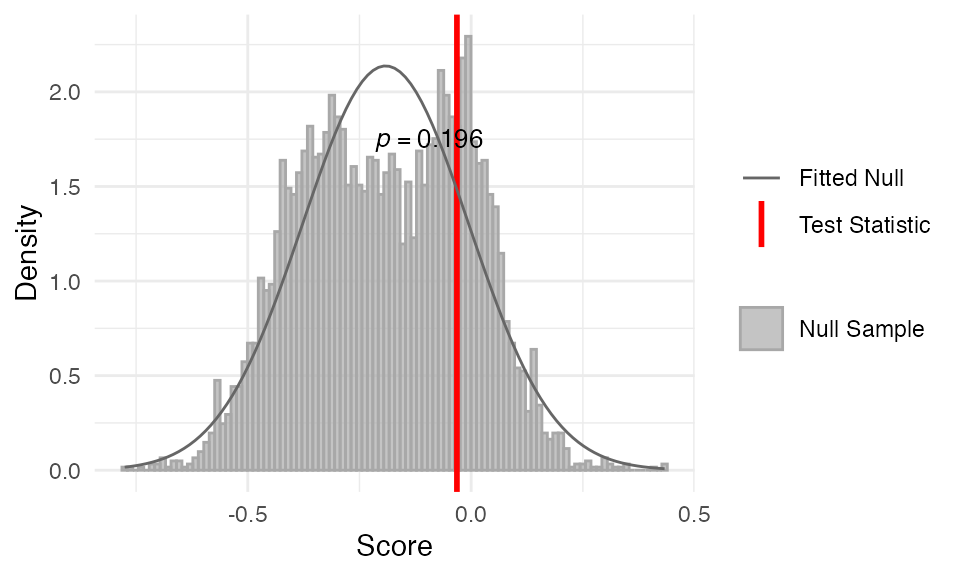 2.0
1.5
1.0
0.5
0.0
Density
p = 0.196
-0.5
0.0
0.5
Score
Fitted Null
Test Statistic
Null Sample